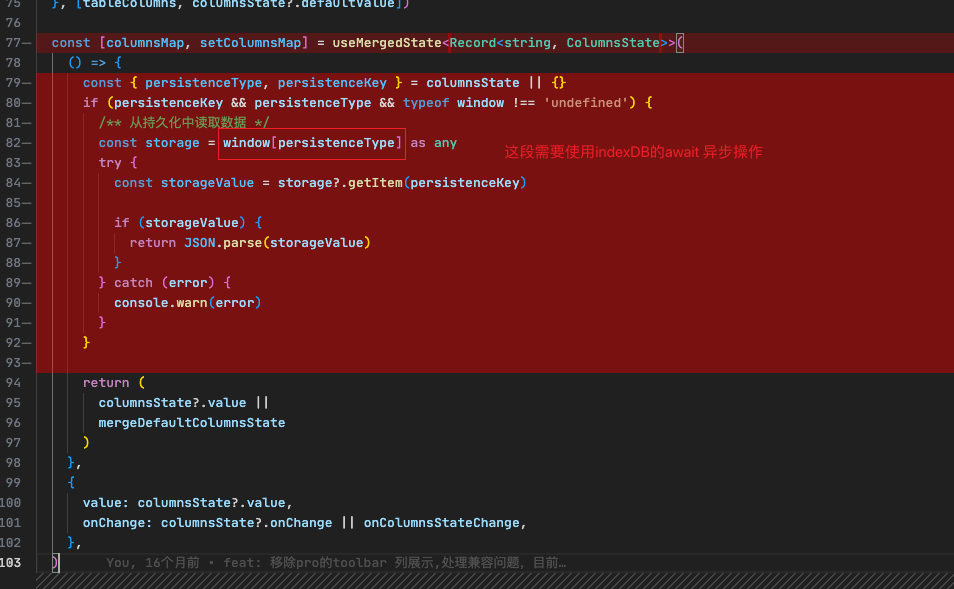 75 }, [tableColumns, columnsState?.defaultValue])
76
77 const [columnsMap, setColumnsMap] = useMergedState<Record<string, ColumnsState>>(
78 () => {
79 const { persistenceType, persistenceKey } = columnsState || {}
80 if (persistenceKey && persistenceType && typeof window !== 'undefined') {
81 /** 从持久化中读取数据 */
82 const storage = window[persistenceType] as any
这段需要使用indexDB的await 异步操作
83 try {
84 const storageValue = storage?.getItem(persistenceKey)
85
86 if (storageValue) {
87 return JSON.parse(storageValue)
88 }
89 } catch (error) {
90 console.warn(error)
91 }
92 }
93
94 return (
95 columnsState?.value ||
96 mergeDefaultColumnsState
97 )
98 },
99 {
100 value: columnsState?.value,
101 onChange: columnsState?.onChange || onColumnsStateChange,
102 },
103 ) You, 16个月前 • feat: 移除pro的toolbar 列展示,处理兼容问题, 目前…